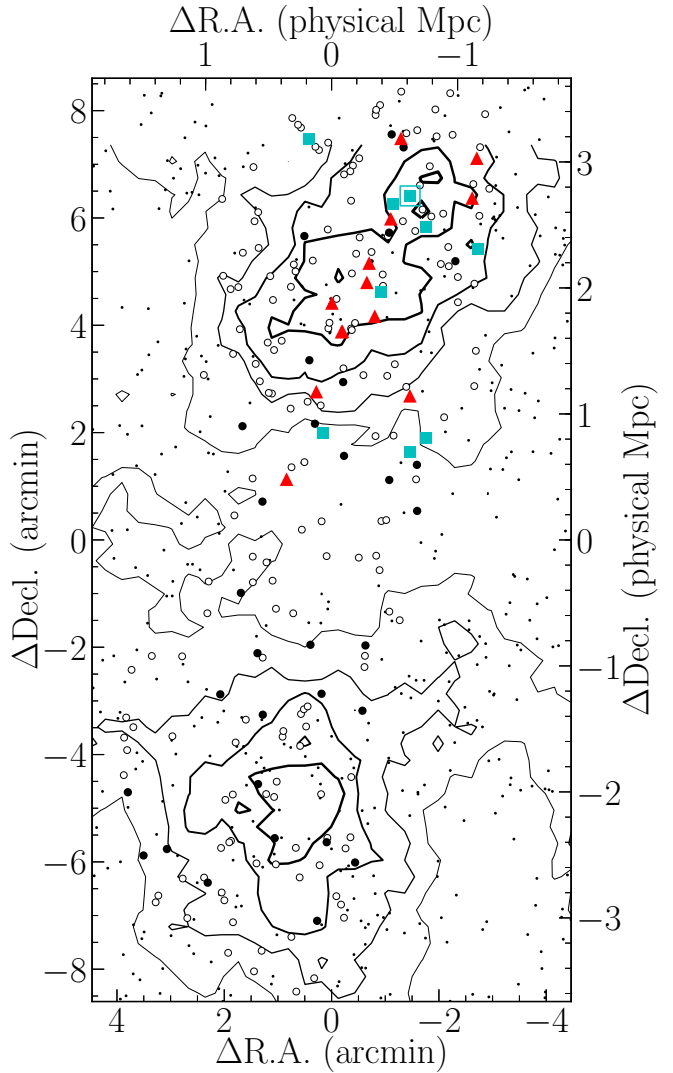 ΔR.A. (physical Mpc)
1 0 −1
8
6
4
2
0
−2
−4
−6
−8
ΔDecl. (arcmin)
3
2
1
0
−1
−2
−3
ΔDecl. (physical Mpc)
4 2 0 −2 −4
ΔR.A. (arcmin)